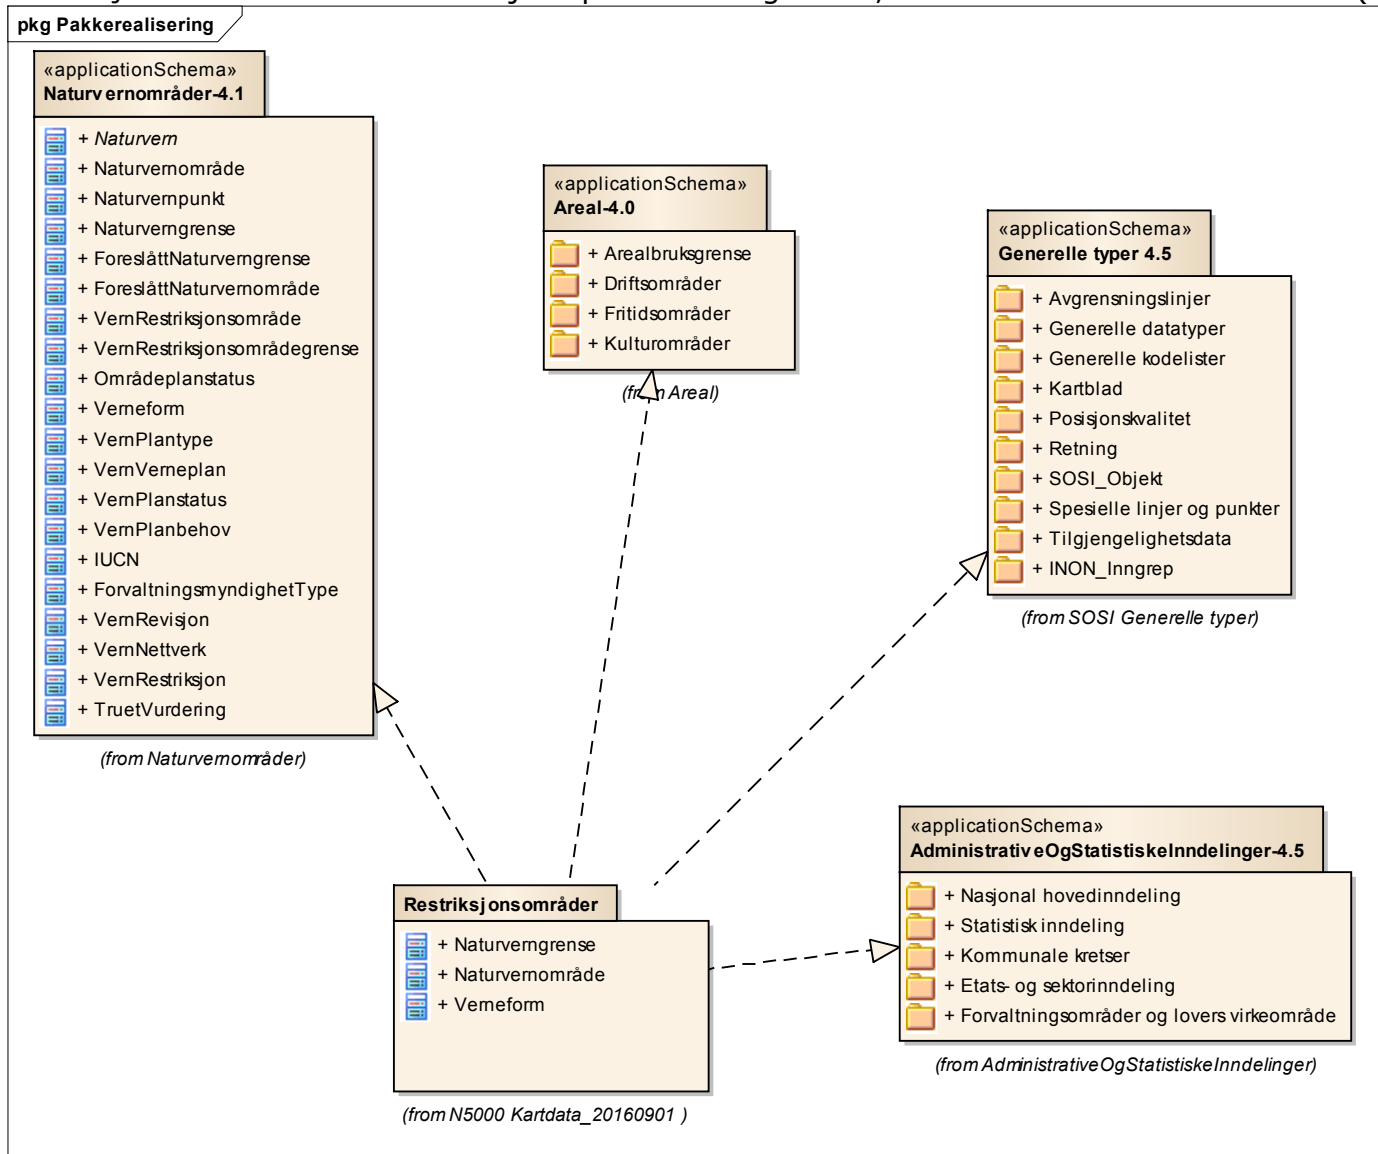 pkg Pakkerealisering
«applicationSchema»
Naturvernområder-4.1
+ Naturvern
+ Naturvernområde
+ Naturvernpunkt
+ Naturverngrense
+ ForeslåttNaturverngrense
+ ForeslåttNaturvernområde
+ VernRestriksjonsområde
+ VernRestriksjonsområdegrense
+ Områdeplanstatus
+ Verneform
+ VernPlantype
+ VernVerneplan
+ VernPlanstatus
+ VernPlanbehov
+ IUCN
+ ForvaltningsmyndighetType
+ VernRevisjon
+ VernNettverk
+ VernRestriksjon
+ TruetVurdering
(from Naturvernområder)
«applicationSchema»
Areal-4.0
+ Arealbruksgrense
+ Driftsområder
+ Fritidsområder
+ Kulturområder
(from Areal)
«applicationSchema»
Generelle typer 4.5
+ Avgrensningslinjer
+ Generelle datatyper
+ Generelle kodelister
+ Kartblad
+ Posisjonskvalitet
+ Retning
+ SOSI_Objekt
+ Spesielle linjer og punkter
+ Tilgjengelighetsdata
+ INON_Inngrep
(from SOSI Generelle typer)
Restriksjonsområder
+ Naturverngrense
+ Naturvernområde
+ Verneform
(from N5000 Kartdata_20160901 )
«applicationSchema»
AdministrativeOgStatistiskeInndelinger-4.5
+ Nasjonal hovedinndeling
+ Statistisk inndeling
+ Kommunale kretser
+ Etats- og sektorinndeling
+ Forvaltningsområder og lovers virkeområde
(from AdministrativeOgStatistiskeInndelinger)